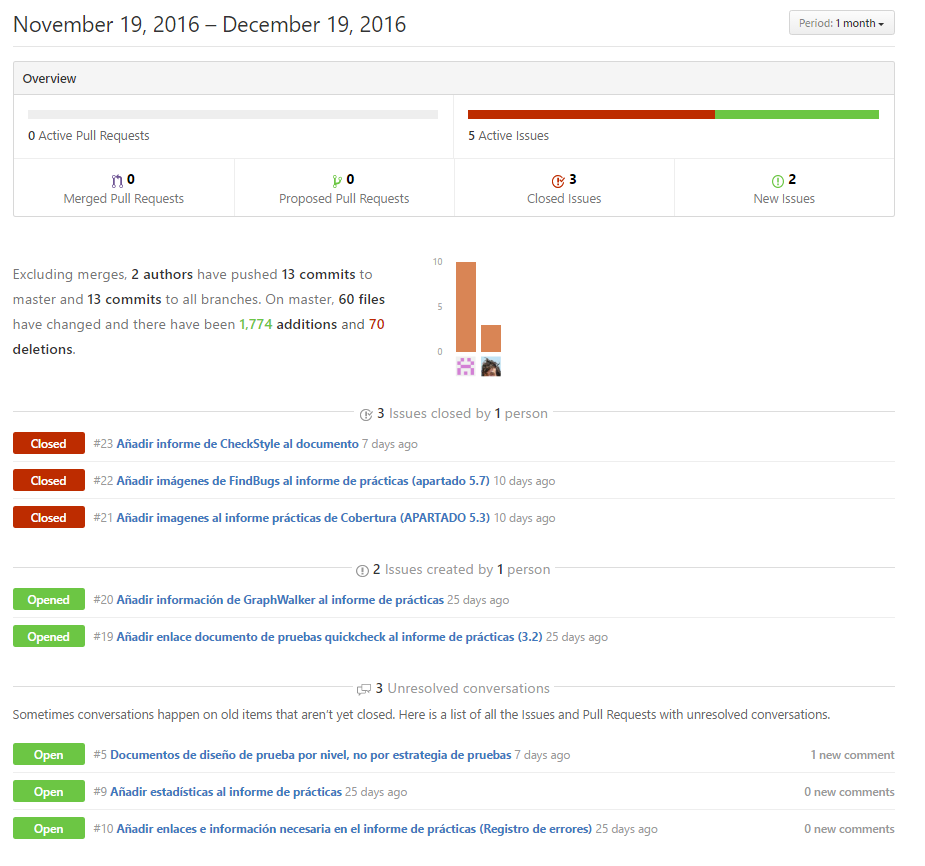 November 19, 2016 – December 19, 2016
Period: 1 month
Overview
0 Active Pull Requests
5 Active Issues
0
Merged Pull Requests
0
Proposed Pull Requests
3
Closed Issues
2
New Issues
Excluding merges, 2 authors have pushed 13 commits to
master and 13 commits to all branches. On master, 60 files
have changed and there have been 1,774 additions and 70
deletions.
10
5
0
3 Issues closed by 1 person
Closed #23 Añadir informe de CheckStyle al documento 7 days ago
Closed #22 Añadir imágenes de FindBugs al informe de prácticas (apartado 5.7) 10 days ago
Closed #21 Añadir imagenes al informe prácticas de Cobertura (APARTADO 5.3) 10 days ago
2 Issues created by 1 person
Opened #20 Añadir información de GraphWalker al informe de prácticas 25 days ago
Opened #19 Añadir enlace documento de pruebas quickcheck al informe de prácticas (3.2) 25 days ago
3 Unresolved conversations
Sometimes conversations happen on old items that aren't yet closed. Here is a list of all the Issues and Pull Requests with unresolved conversations.
Open #5 Documentos de diseño de prueba por nivel, no por estrategia de pruebas 7 days ago 1 new comment
Open #9 Añadir estadísticas al informe de prácticas 25 days ago 0 new comments
Open #10 Añadir enlaces e información necesaria en el informe de prácticas (Registro de errores) 25 days ago 0 new comments